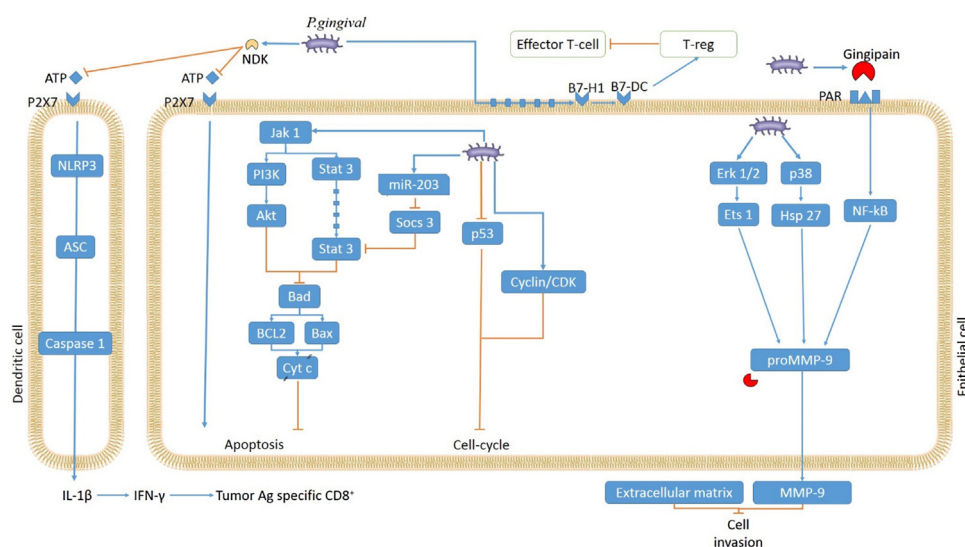 P.gingival
NDK
Effector T-cell
T-reg
Gingipain
ATP
ATP
B7-H1
B7-DC
P2X7
P2X7
PAR
Jak 1
NLRP3
PI3K
Stat 3
miR-203
Erk 1/2
p38
Akt
Socs 3
p53
Ets 1
Hsp 27
NF-kB
ASC
Stat 3
Cyclin/CDK
Bad
BCL2
Bax
Caspase 1
Cyt c
proMMP-9
Dendritic cell
Epithelial cell
Apoptosis
Cell-cycle
IL-1β
IFN-γ
Tumor Ag specific CD8⁺
Extracellular matrix
MMP-9
Cell
invasion